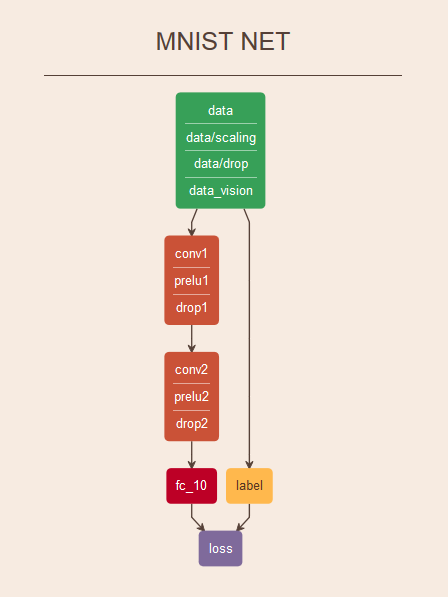 MNIST NET
data
data/scaling
data/drop
data_vision
conv1
prelu1
drop1
conv2
prelu2
drop2
fc_10
label
loss